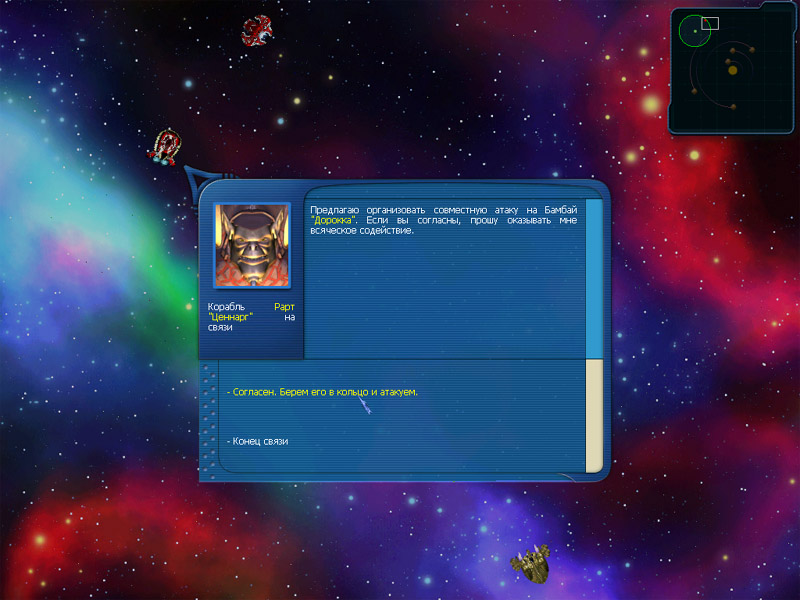 Предлагаю организовать совместную атаку на Бамбай
"Дорокка". Если вы согласны, прошу оказывать мне
всяческое содействие.
Корабль Рарт
"Ценнарг" на
связи
- Согласен. Берем его в кольцо и атакуем.
- Конец связи